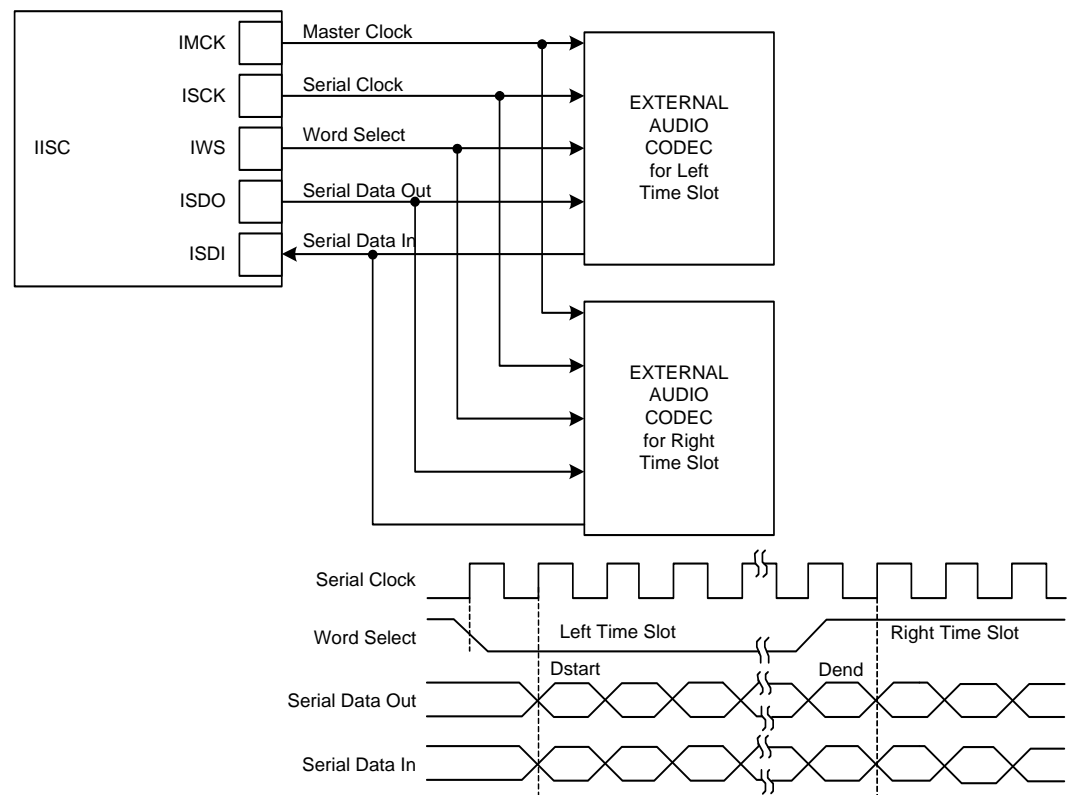 IISC
IMCK
Master Clock
ISCK
Serial Clock
IWS
Word Select
ISDO
Serial Data Out
ISDI
Serial Data In
EXTERNAL
AUDIO
CODEC
for Left
Time Slot
EXTERNAL
AUDIO
CODEC
for Right
Time Slot
Serial Clock
Word Select
Left Time Slot
Right Time Slot
Dstart
Dend
Serial Data Out
Serial Data In